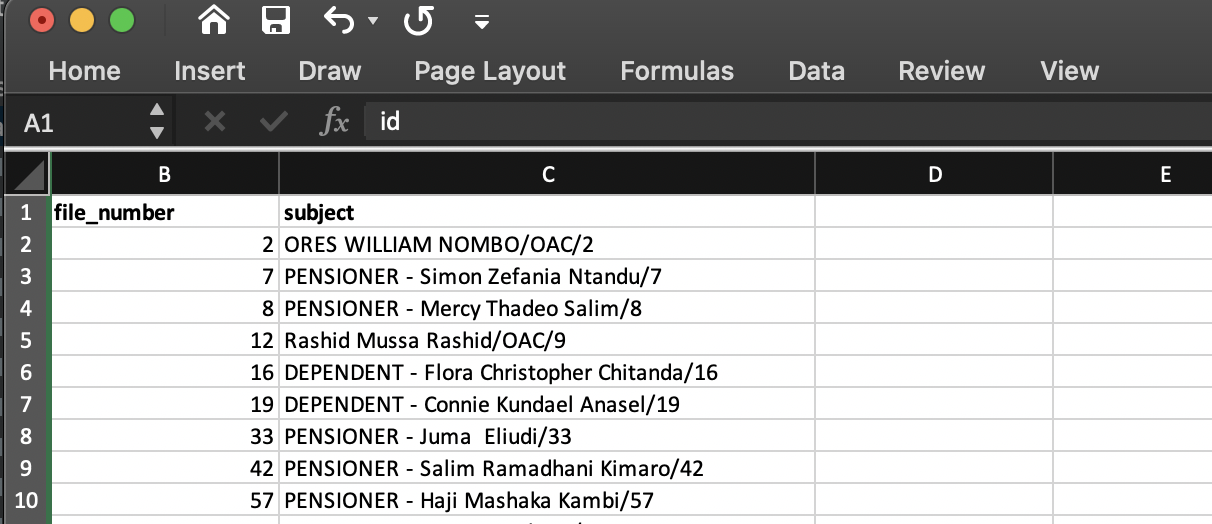 Home Insert Draw Page Layout Formulas Data Review View
A1 fx id
B C D E
1 file_number subject
2 2 ORES WILLIAM NOMBO/OAC/2
3 7 PENSIONER - Simon Zefania Ntandu/7
4 8 PENSIONER - Mercy Thadeo Salim/8
5 12 Rashid Mussa Rashid/OAC/9
6 16 DEPENDENT - Flora Christopher Chitanda/16
7 19 DEPENDENT - Connie Kundael Anasel/19
8 33 PENSIONER - Juma  Eliudi/33
9 42 PENSIONER - Salim Ramadhani Kimaro/42
10 57 PENSIONER - Haji Mashaka Kambi/57